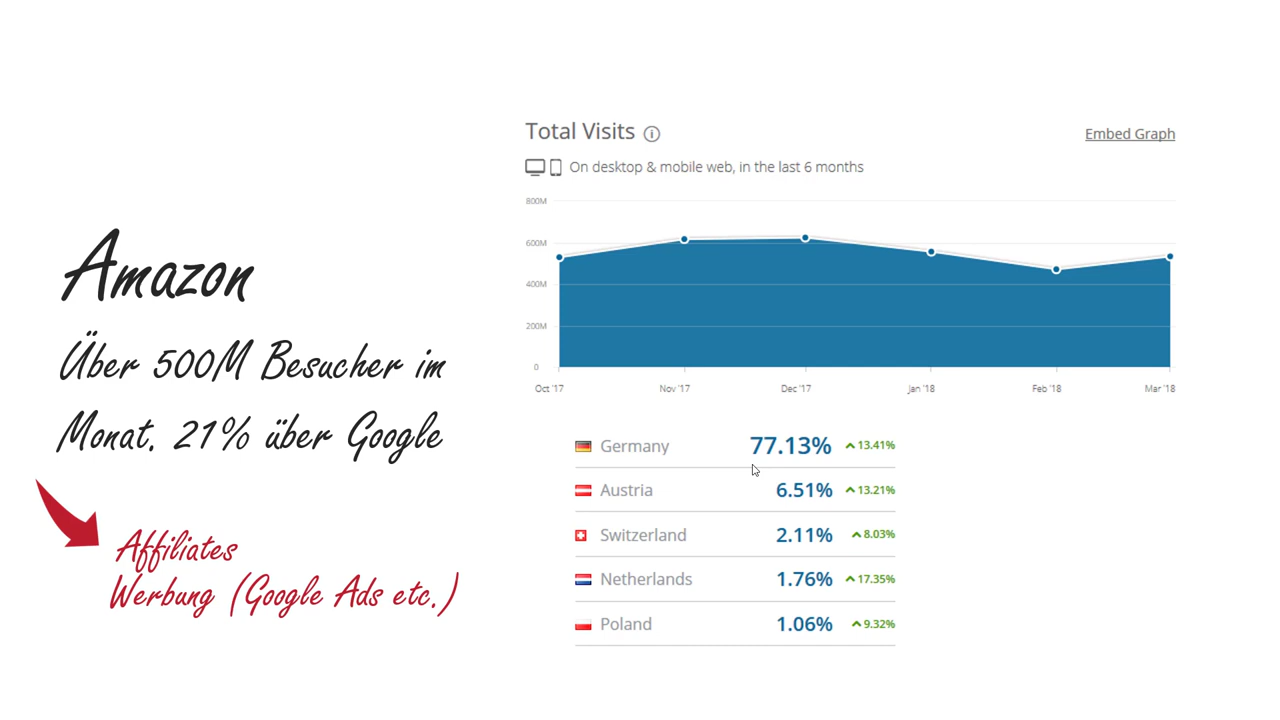 Amazon
Über 500M Besucher im
Monat. 21% über Google
Affiliates
Werbung (Google Ads etc.)
Total Visits
Embed Graph
On desktop & mobile web, in the last 6 months
800M
600M
400M
200M
0
Oct '17 Nov '17 Dec '17 Jan '18 Feb '18 Mar '18
Germany 77.13% 13.41%
Austria 6.51% 13.21%
Switzerland 2.11% 8.03%
Netherlands 1.76% 17.35%
Poland 1.06% 9.32%